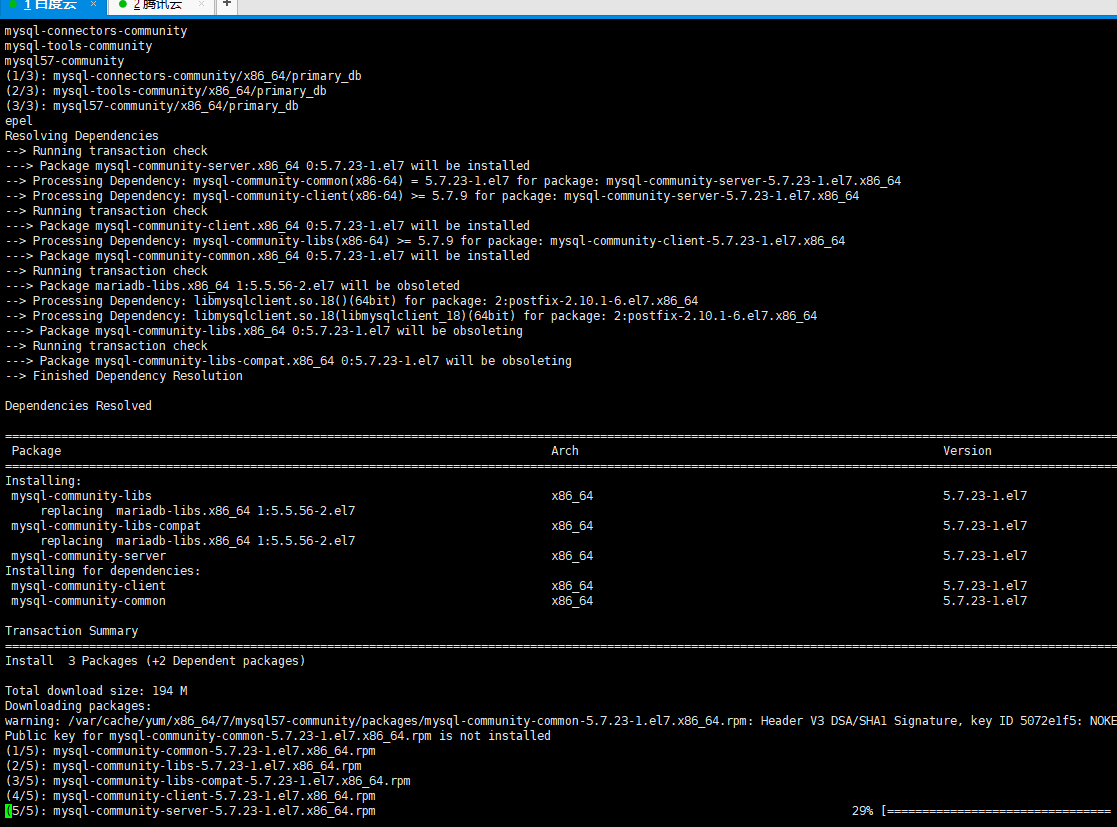 1 百度云 × 2 腾讯云 × +
mysql-connectors-community
mysql-tools-community
mysql57-community
(1/3): mysql-connectors-community/x86_64/primary_db
(2/3): mysql-tools-community/x86_64/primary_db
(3/3): mysql57-community/x86_64/primary_db
epel
Resolving Dependencies
--> Running transaction check
---> Package mysql-community-server.x86_64 0:5.7.23-1.el7 will be installed
--> Processing Dependency: mysql-community-common(x86-64) = 5.7.23-1.el7 for package: mysql-community-server-5.7.23-1.el7.x86_64
--> Processing Dependency: mysql-community-client(x86-64) >= 5.7.9 for package: mysql-community-server-5.7.23-1.el7.x86_64
--> Running transaction check
---> Package mysql-community-client.x86_64 0:5.7.23-1.el7 will be installed
--> Processing Dependency: mysql-community-libs(x86-64) >= 5.7.9 for package: mysql-community-client-5.7.23-1.el7.x86_64
---> Package mysql-community-common.x86_64 0:5.7.23-1.el7 will be installed
--> Running transaction check
---> Package mariadb-libs.x86_64 1:5.5.56-2.el7 will be obsoleted
--> Processing Dependency: libmysqlclient.so.18()(64bit) for package: 2:postfix-2.10.1-6.el7.x86_64
--> Processing Dependency: libmysqlclient.so.18(libmysqlclient_18)(64bit) for package: 2:postfix-2.10.1-6.el7.x86_64
---> Package mysql-community-libs.x86_64 0:5.7.23-1.el7 will be obsoleting
--> Running transaction check
---> Package mysql-community-libs-compat.x86_64 0:5.7.23-1.el7 will be obsoleting
--> Finished Dependency Resolution
Dependencies Resolved
Package Arch Version
Installing:
mysql-community-libs x86_64 5.7.23-1.el7
replacing mariadb-libs.x86_64 1:5.5.56-2.el7
mysql-community-libs-compat x86_64 5.7.23-1.el7
replacing mariadb-libs.x86_64 1:5.5.56-2.el7
mysql-community-server x86_64 5.7.23-1.el7
Installing for dependencies:
mysql-community-client x86_64 5.7.23-1.el7
mysql-community-common x86_64 5.7.23-1.el7
Transaction Summary
Install 3 Packages (+2 Dependent packages)
Total download size: 194 M
Downloading packages:
warning: /var/cache/yum/x86_64/7/mysql57-community/packages/mysql-community-common-5.7.23-1.el7.x86_64.rpm: Header V3 DSA/SHA1 Signature, key ID 5072e1f5: NOKE
Public key for mysql-community-common-5.7.23-1.el7.x86_64.rpm is not installed
(1/5): mysql-community-common-5.7.23-1.el7.x86_64.rpm
(2/5): mysql-community-libs-5.7.23-1.el7.x86_64.rpm
(3/5): mysql-community-libs-compat-5.7.23-1.el7.x86_64.rpm
(4/5): mysql-community-client-5.7.23-1.el7.x86_64.rpm
(5/5): mysql-community-server-5.7.23-1.el7.x86_64.rpm 29% [================================